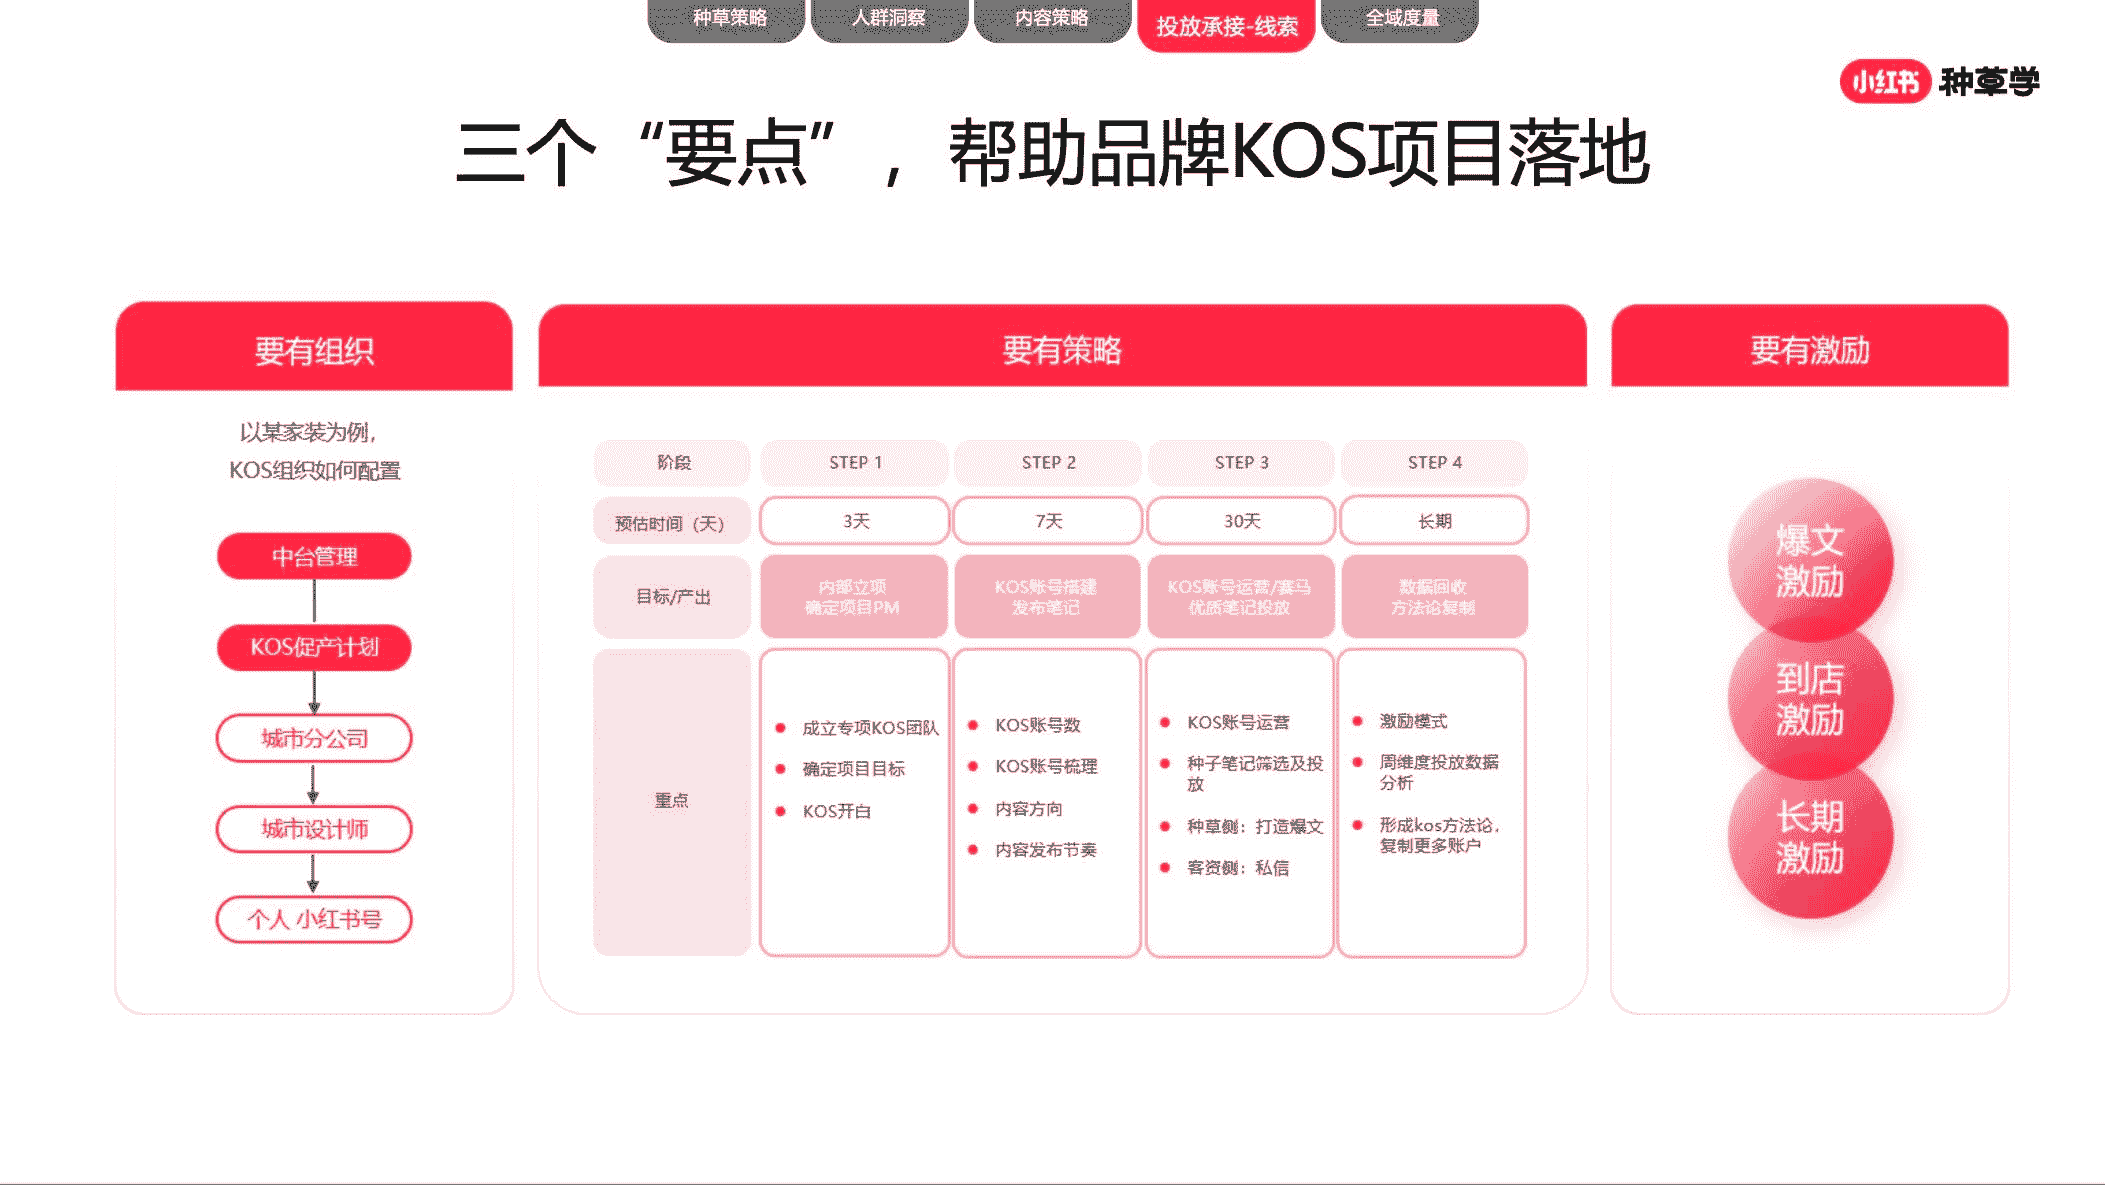 种草策略
人群洞察
内容策略
投放承接-线索
全域度量
小红书 种草学
三个“要点”，帮助品牌KOS项目落地
要有组织
以某家装为例，
KOS组织如何配置
中台管理
KOS促产计划
城市分公司
城市设计师
个人 小红书号
要有策略
阶段
STEP 1
STEP 2
STEP 3
STEP 4
预估时间（天）
3天
7天
30天
长期
目标/产出
内部立项
确定项目PM
KOS账号搭建
发布笔记
KOS账号运营/赛马
优质笔记投放
数据回收
方法论复制
重点
成立专项KOS团队
确定项目目标
KOS开白
KOS账号数
KOS账号梳理
内容方向
内容发布节奏
KOS账号运营
种子笔记筛选及投
放
种草侧：打造爆文
客资侧：私信
激励模式
周维度投放数据
分析
形成kos方法论，
复制更多账户
要有激励
爆文
激励
到店
激励
长期
激励